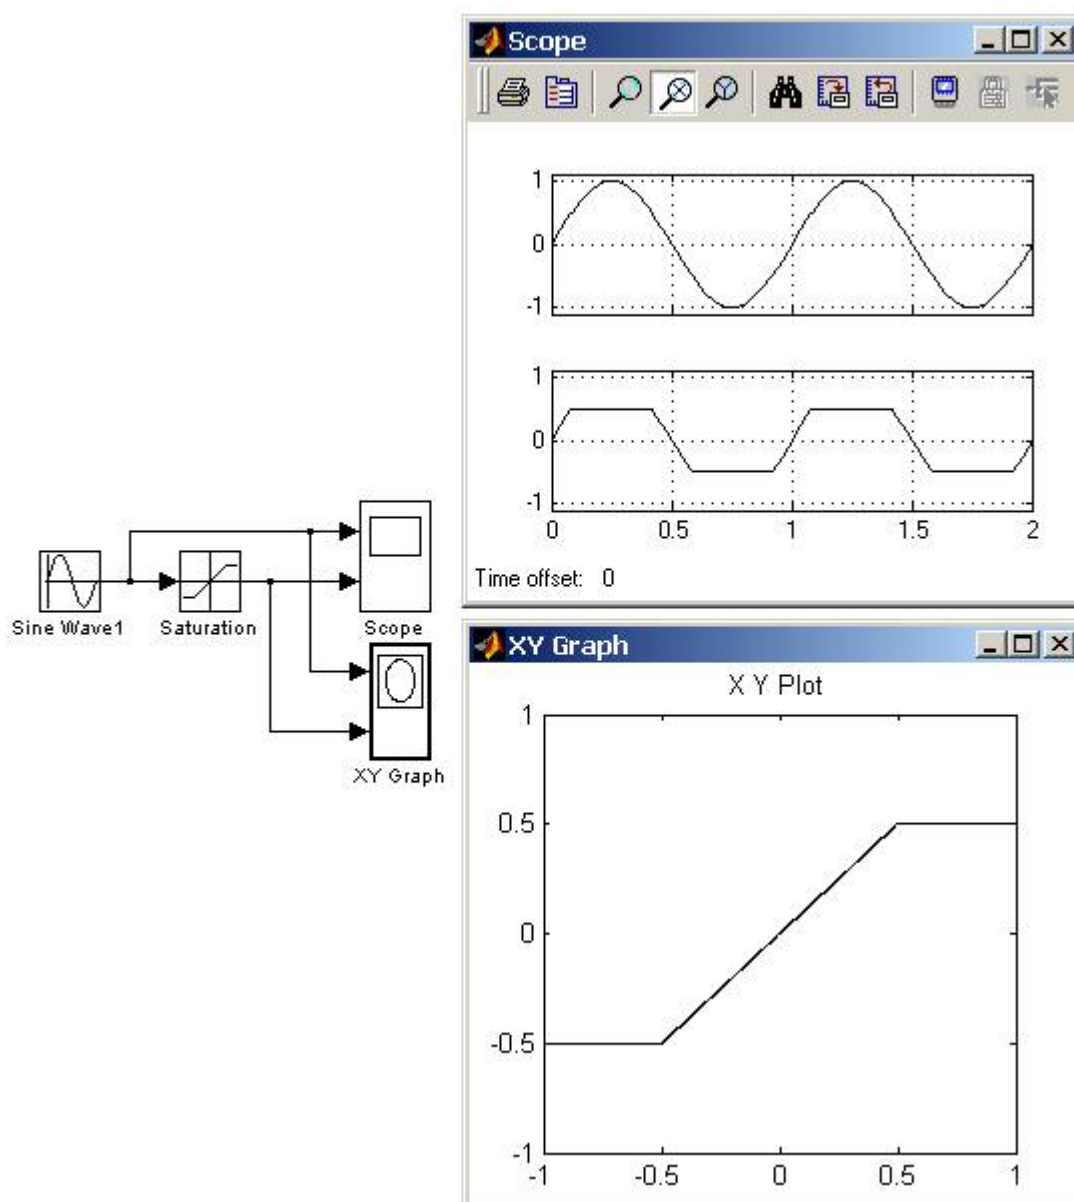 Scope
1
0
-1
1
0
-1
0 0.5 1 1.5 2
Time offset: 0
Sine Wave1 Saturation Scope
XY Graph
XY Graph
X Y Plot
1
0.5
0
-0.5
-1
-1 -0.5 0 0.5 1